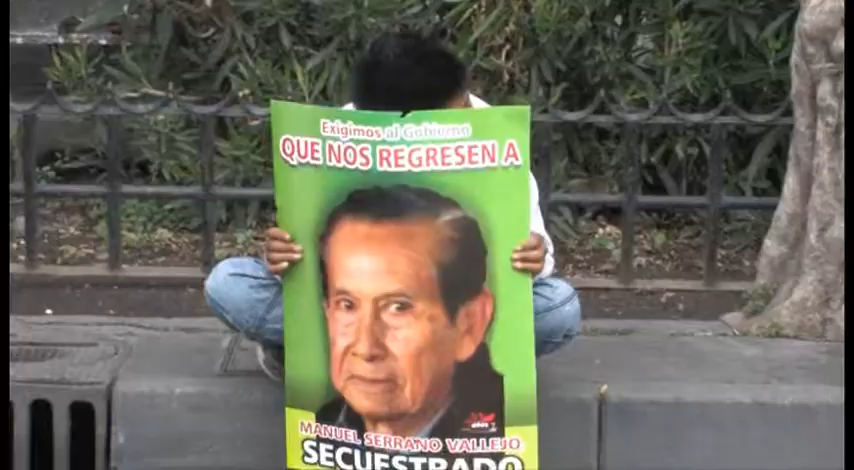 Exigimos al Gobierno
QUE NOS REGRESEN A
MANUEL SERRANO VALLEJO
SECUESTRADO